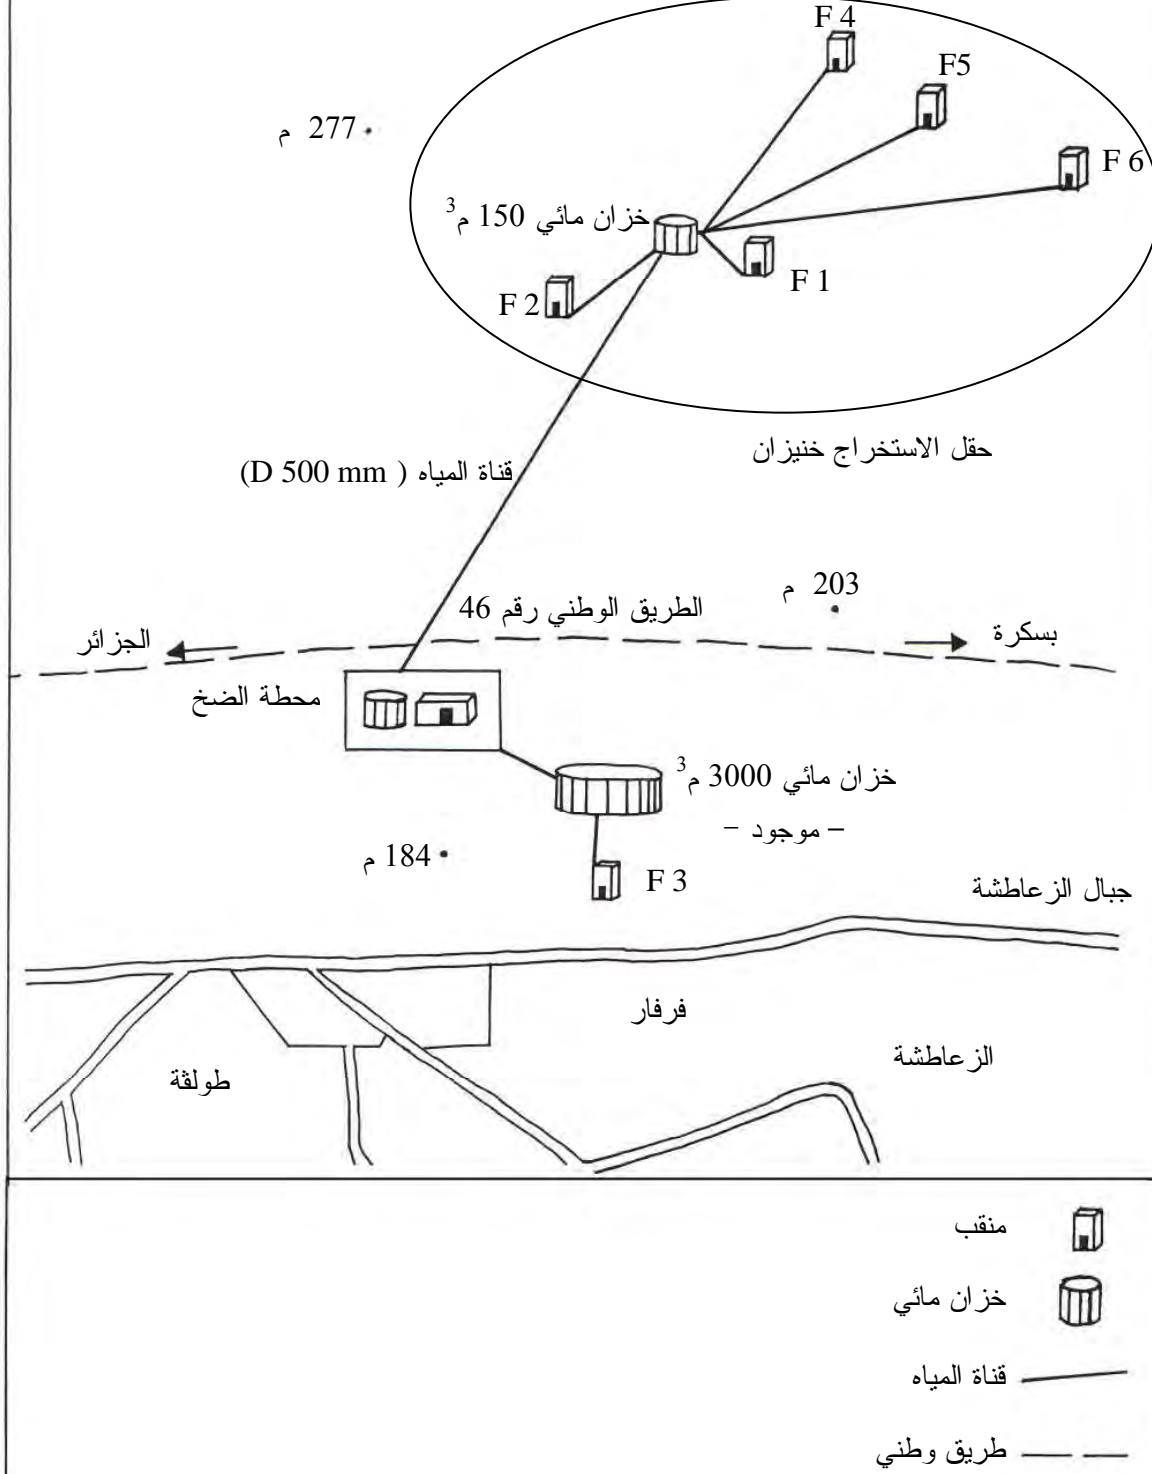 F 4
F5
277 م
F 6
خزان مائي 150 م3
F 1
F 2
حقل الاستخراج خنيزان
قناة المياه ( D 500 mm)
203 م
الطريق الوطني رقم 46
بسكرة
الجزائر
محطة الضخ
خزان مائي 3000 م3
– موجود –
184 م
F 3
جبال الزعاطشة
فرفار
الزعاطشة
طولقة
منقب
خزان مائي
قناة المياه
طريق وطني